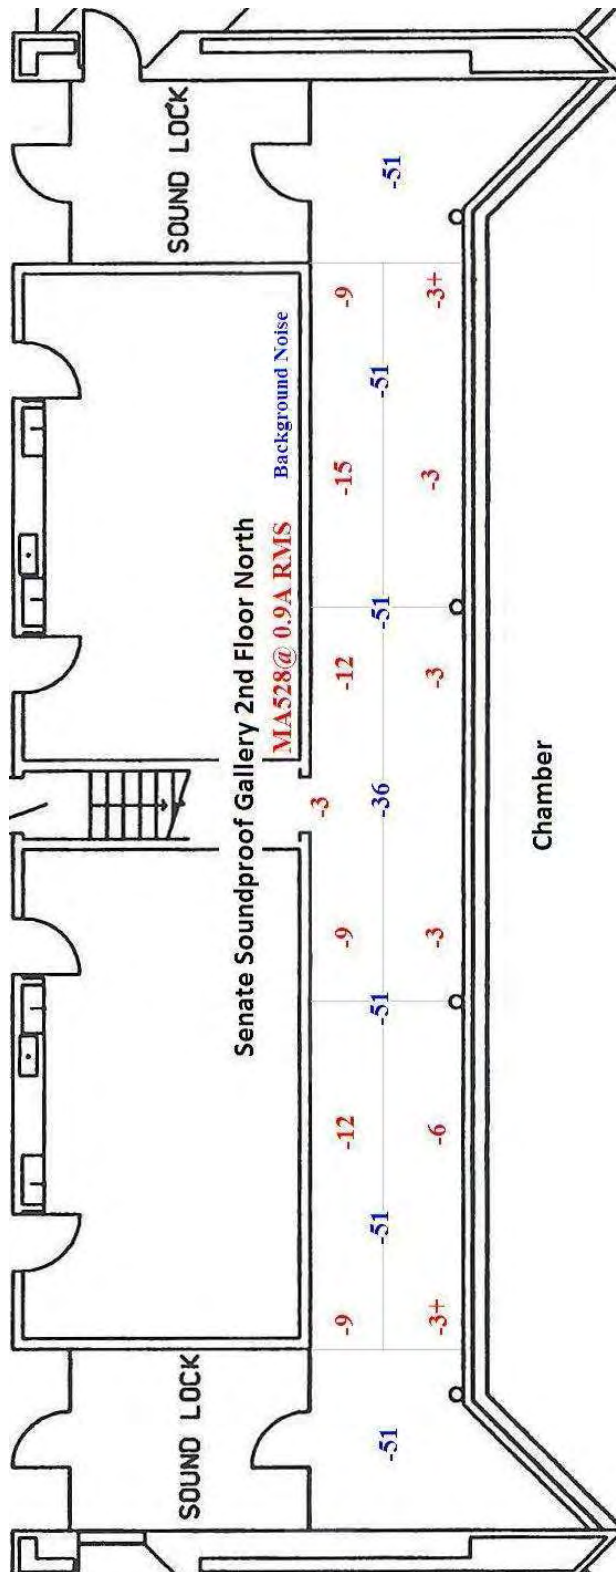 SOUND LOCK
SOUND LOCK
Senate Soundproof Gallery 2nd Floor North
MA528@ 0.9A RMS Background Noise
-9 -12 -9 -3 -12 -15 -9
-51 -51 -51 -36 -51 -51 -51
-3+ -6 -3 -3 -3 -3+
Chamber